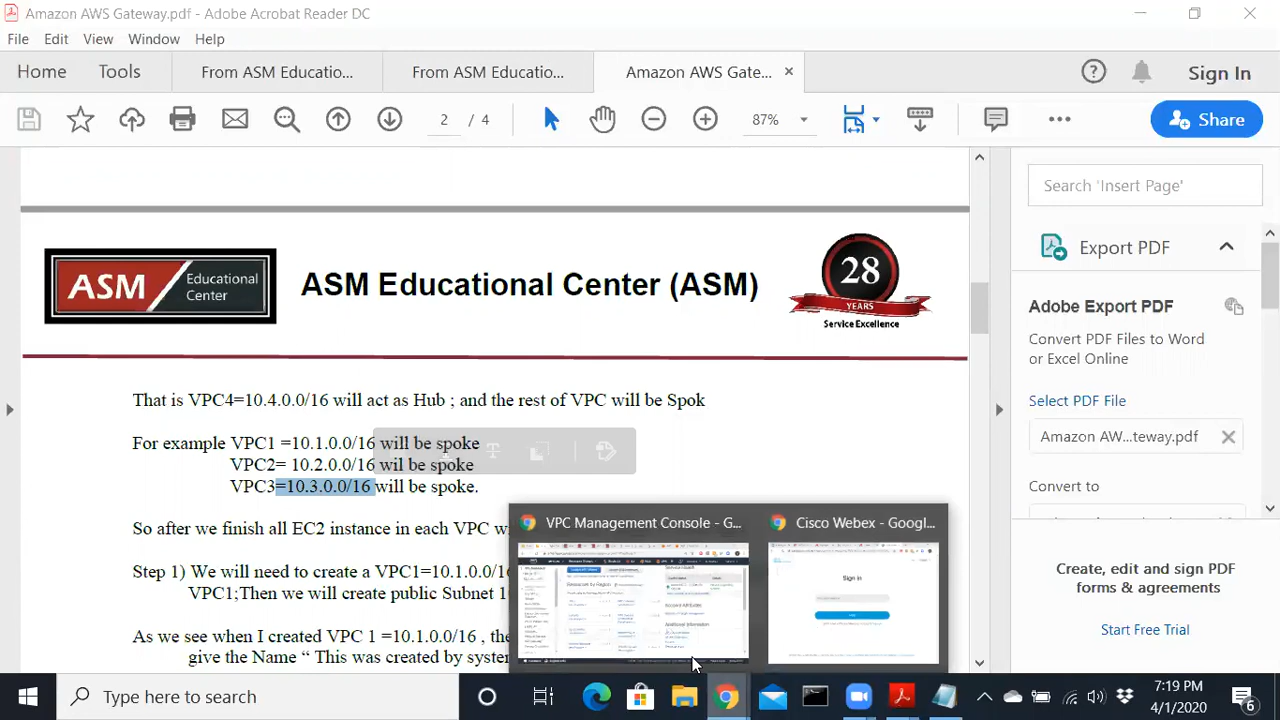 Amazon AWS Gateway.pdf - Adobe Acrobat Reader DC
File Edit View Window Help
Home Tools From ASM Educatio... From ASM Educatio... Amazon AWS Gate... × Sign In
2 / 4 87% Share
Search 'Insert Page'
ASM Educational Center
ASM Educational Center (ASM)
28
YEARS
Service Excellence
Export PDF
Adobe Export PDF
Convert PDF Files to Word
or Excel Online
Select PDF File
Amazon AW...teway.pdf
Convert to
That is VPC4=10.4.0.0/16 will act as Hub ; and the rest of VPC will be Spok
For example VPC1 =10.1.0.0/16 will be spoke
VPC2= 10.2.0.0/16 wil be spoke
VPC3=10.3.0.0/16 will be spoke.
So after we finish all EC2 instance in each VPC
Step 1) We will need to create VPC1 =10.1.0.0/16
VPC1, then we will create public Subnet
As we see when I created VPC 1 =10.1.0.0/16 , the
Name . This was created by system
VPC Management Console - G...
Cisco Webex - Googl...
Sign In
Resources by Region
Additional Information
Create, edit and sign PDF
forms & agreements
Free Trial
Type here to search
7:19 PM
4/1/2020
6